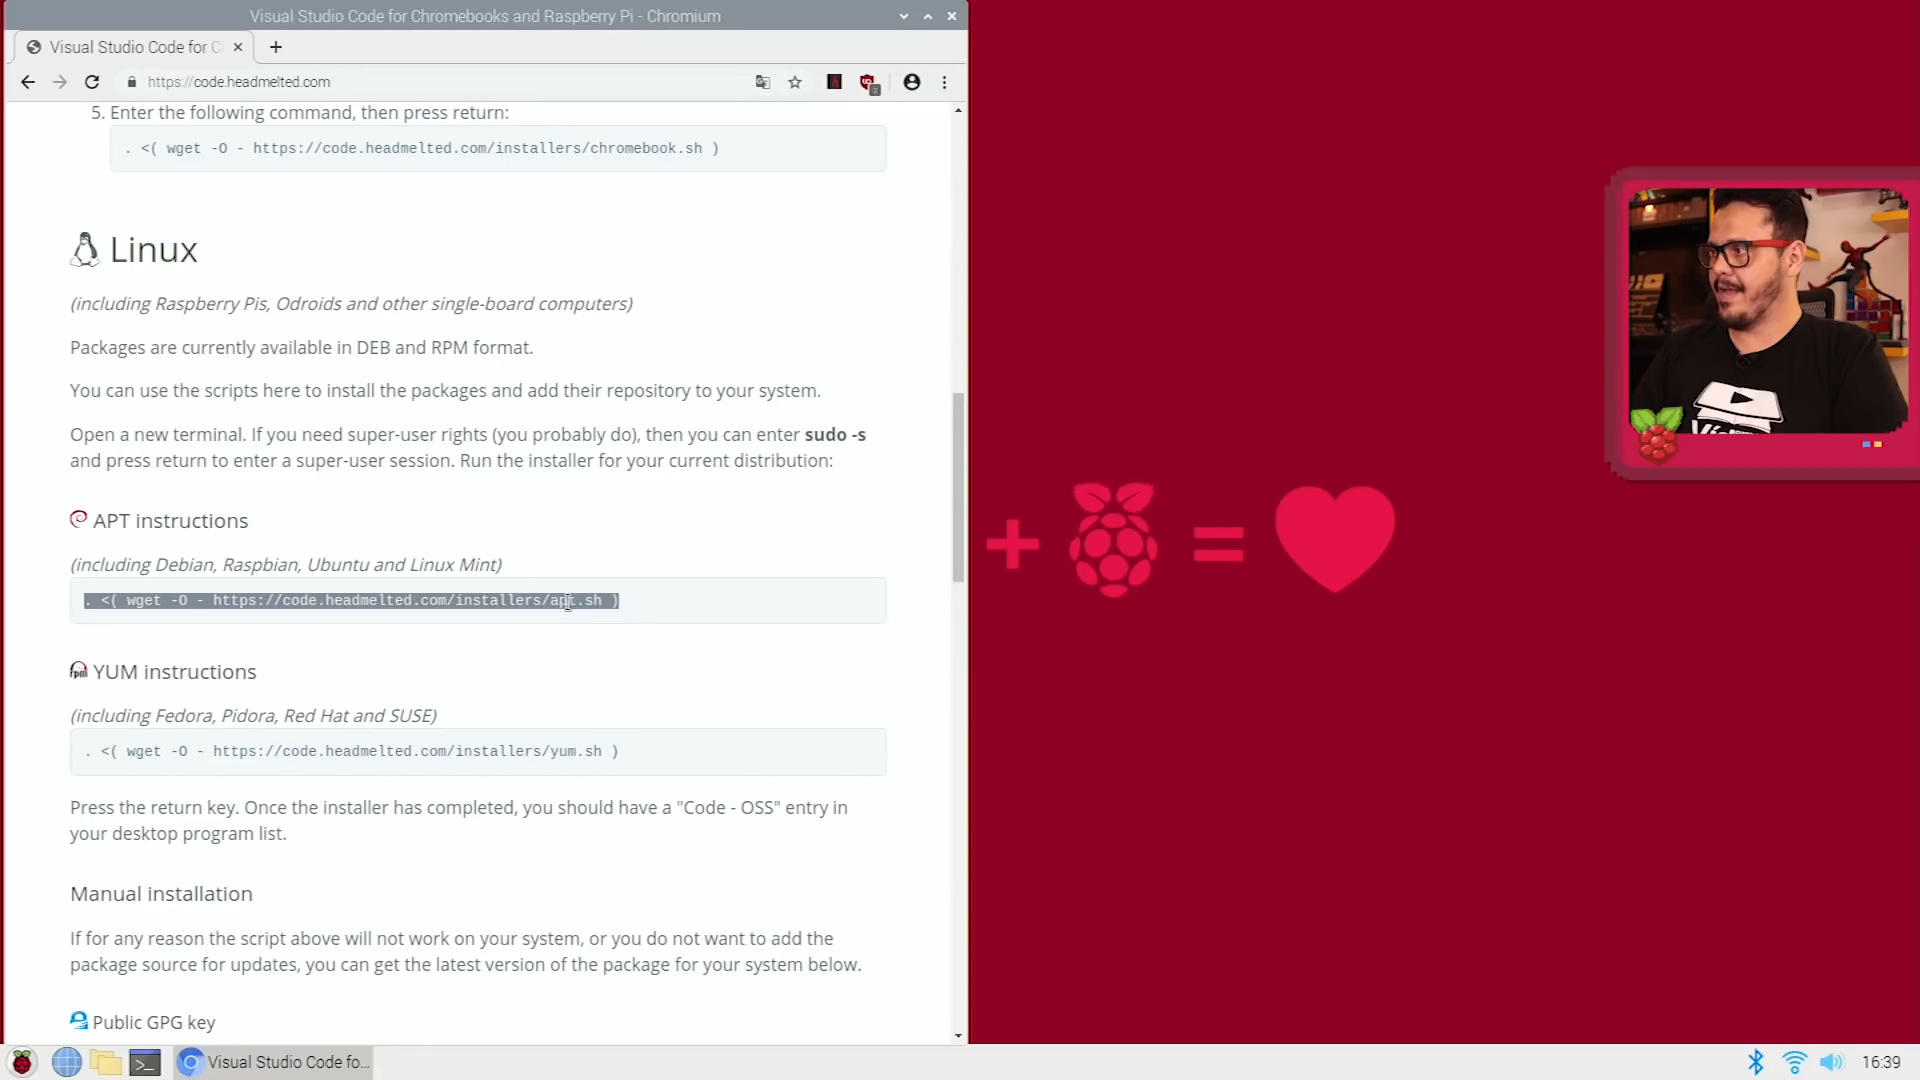 Visual Studio Code for Chromebooks and Raspberry Pi - Chromium
Visual Studio Code for C
https://code.headmelted.com
2
5. Enter the following command, then press return:
. <( wget -O - https://code.headmelted.com/installers/chromebook.sh )
Linux
(including Raspberry Pis, Odroids and other single-board computers)
Packages are currently available in DEB and RPM format.
You can use the scripts here to install the packages and add their repository to your system.
Open a new terminal. If you need super-user rights (you probably do), then you can enter sudo -s
and press return to enter a super-user session. Run the installer for your current distribution:
APT instructions
(including Debian, Raspbian, Ubuntu and Linux Mint)
. <( wget -O - https://code.headmelted.com/installers/apt.sh )
YUM instructions
(including Fedora, Pidora, Red Hat and SUSE)
. <( wget -O - https://code.headmelted.com/installers/yum.sh )
Press the return key. Once the installer has completed, you should have a "Code - OSS" entry in
your desktop program list.
Manual installation
If for any reason the script above will not work on your system, or you do not want to add the
package source for updates, you can get the latest version of the package for your system below.
Public GPG key
+ =
Visual Studio Code fo...
16:39